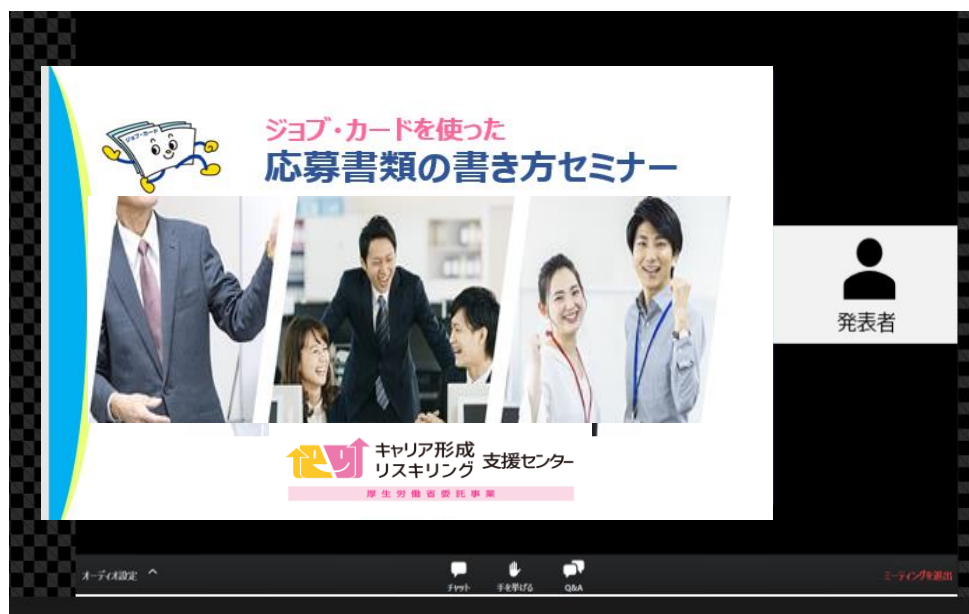 ジョブ・カード
ジョブ・カードを使った
応募書類の書き方セミナー
発表者
キャリア形成
リスキリング
支援センター
厚生労働省委託事業
オーディオ設定
チャット
手を挙げる
Q&A
ミーティングを退出